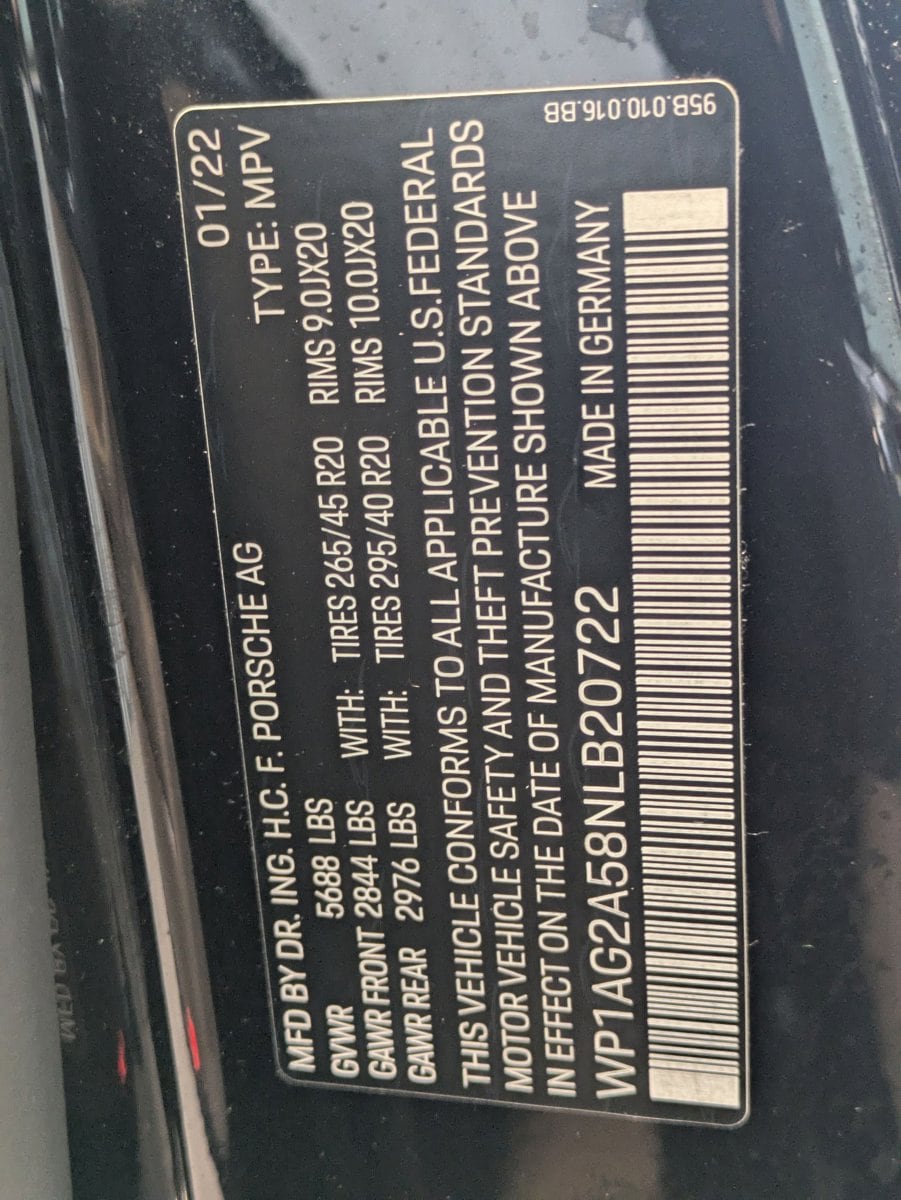 MFD BY DR. ING. H.C. F. PORSCHE AG 01/22
GVWR 5688 LBS TYPE: MPV
GAWR FRONT 2844 LBS WITH: TIRES 265/45 R20 RIMS 9.0JX20
GAWR REAR 2976 LBS WITH: TIRES 295/40 R20 RIMS 10.0JX20
THIS VEHICLE CONFORMS TO ALL APPLICABLE U.S.FEDERAL
MOTOR VEHICLE SAFETY AND THEFT PREVENTION STANDARDS
IN EFFECT ON THE DATE OF MANUFACTURE SHOWN ABOVE
WP1AG2A58NLB20722 MADE IN GERMANY
95B.010.016.BB